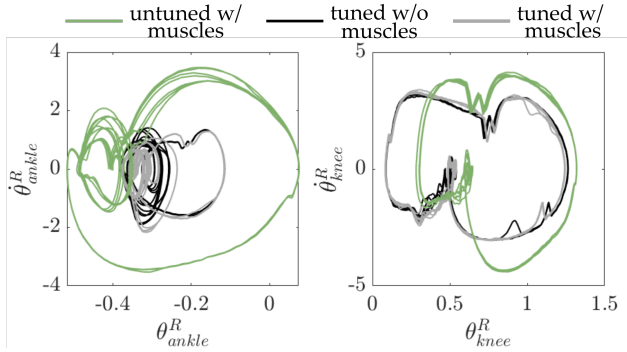 untuned w/ muscles
tuned w/o muscles
tuned w/ muscles
4
2
0
-2
-4
θ̇^R_ankle
-0.4
-0.2
0
θ^R_ankle
5
0
-5
θ̇^R_knee
0
0.5
1
1.5
θ^R_knee